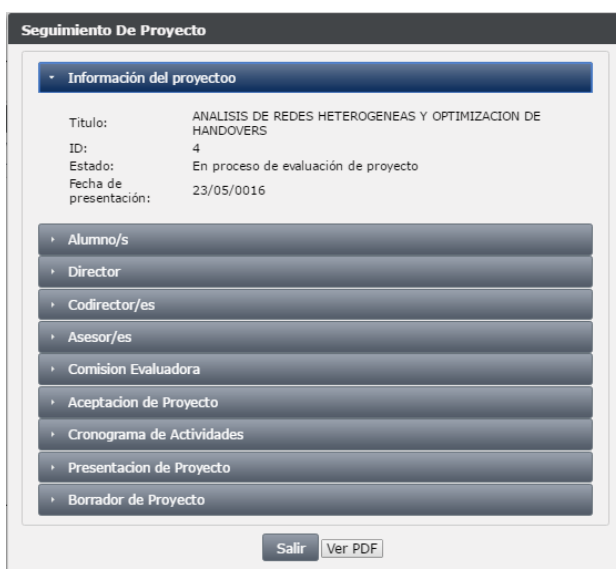 Seguimiento De Proyecto
Información del proyectoo
Titulo: ANALISIS DE REDES HETEROGENEAS Y OPTIMIZACION DE
HANDOVERS
ID: 4
Estado: En proceso de evaluación de proyecto
Fecha de
presentación: 23/05/0016
Alumno/s
Director
Codirector/es
Asesor/es
Comision Evaluadora
Aceptacion de Proyecto
Cronograma de Actividades
Presentacion de Proyecto
Borrador de Proyecto
Salir Ver PDF